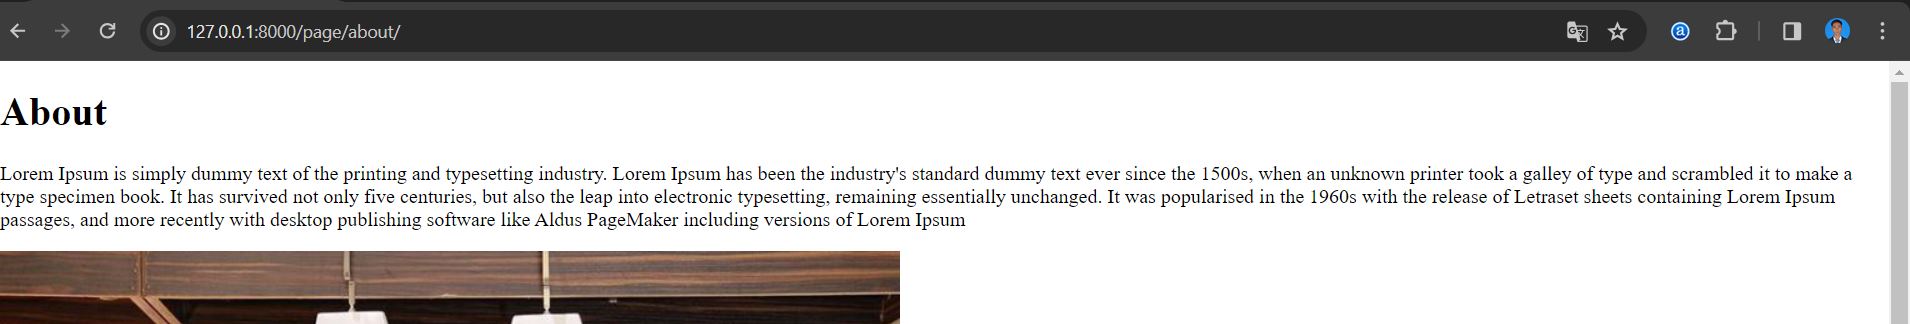 127.0.0.1:8000/page/about/
About
Lorem Ipsum is simply dummy text of the printing and typesetting industry. Lorem Ipsum has been the industry's standard dummy text ever since the 1500s, when an unknown printer took a galley of type and scrambled it to make a
type specimen book. It has survived not only five centuries, but also the leap into electronic typesetting, remaining essentially unchanged. It was popularised in the 1960s with the release of Letraset sheets containing Lorem Ipsum
passages, and more recently with desktop publishing software like Aldus PageMaker including versions of Lorem Ipsum